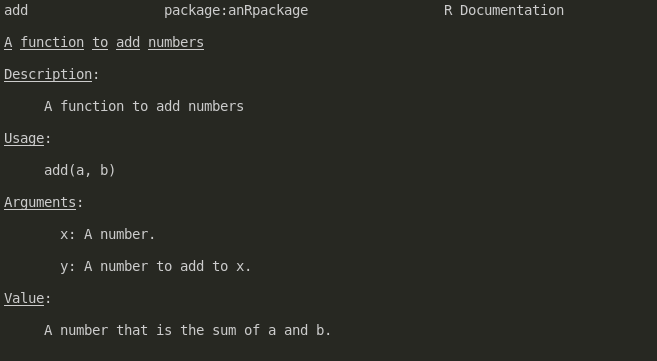 add package:anRpackage R Documentation
A function to add numbers
Description:
A function to add numbers
Usage:
add(a, b)
Arguments:
x: A number.
y: A number to add to x.
Value:
A number that is the sum of a and b.